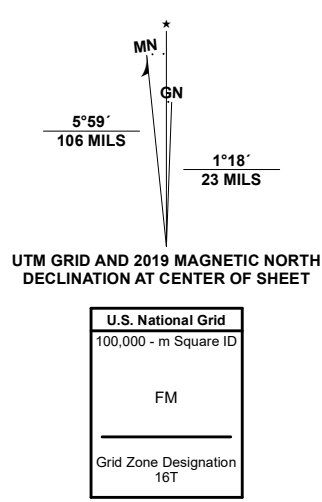 ★
MN
GN
5°59´
106 MILS
1°18´
23 MILS
UTM GRID AND 2019 MAGNETIC NORTH
DECLINATION AT CENTER OF SHEET
U.S. National Grid
100,000 - m Square ID
FM
Grid Zone Designation
16T